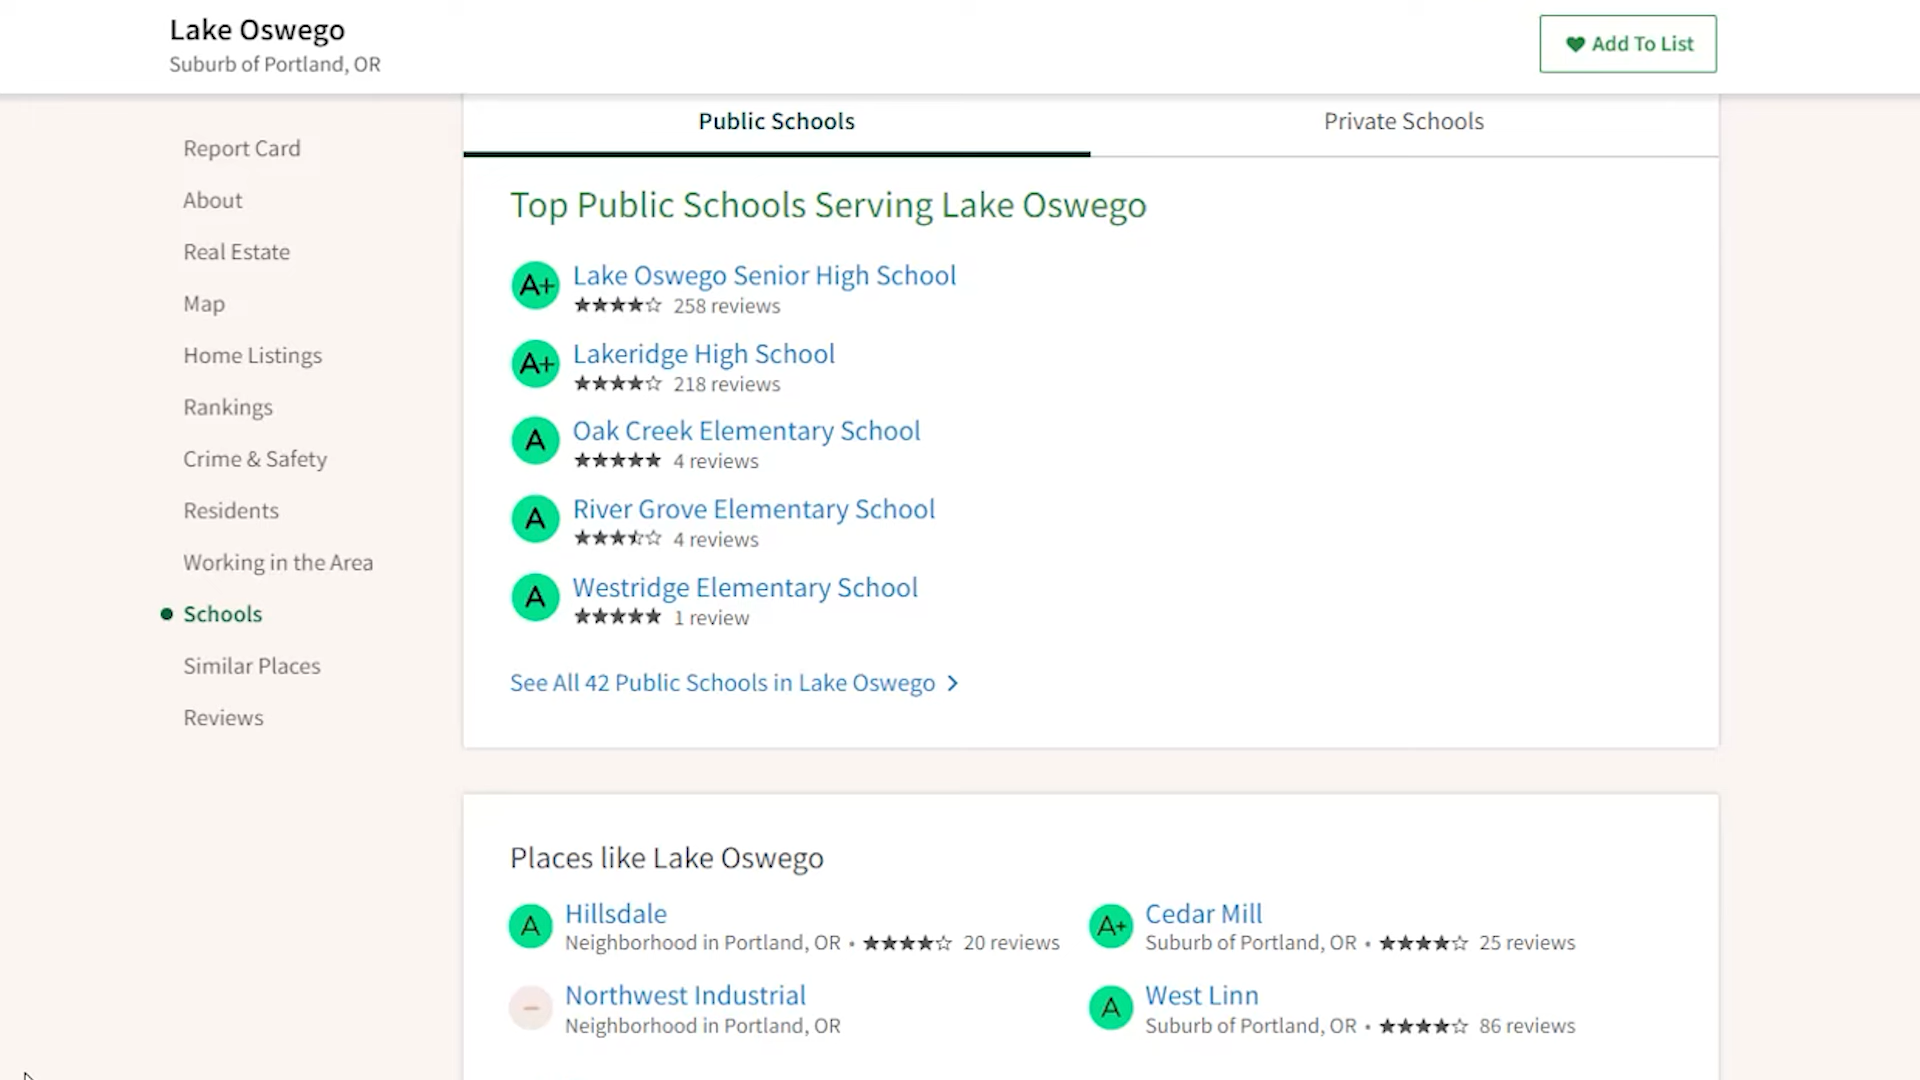 Lake Oswego
Suburb of Portland, OR
Add To List
Report Card
About
Real Estate
Map
Home Listings
Rankings
Crime & Safety
Residents
Working in the Area
Schools
Similar Places
Reviews
Public Schools
Private Schools
Top Public Schools Serving Lake Oswego
A+ Lake Oswego Senior High School
258 reviews
A+ Lakeridge High School
218 reviews
A Oak Creek Elementary School
4 reviews
A River Grove Elementary School
4 reviews
A Westridge Elementary School
1 review
See All 42 Public Schools in Lake Oswego
Places like Lake Oswego
A Hillsdale
Neighborhood in Portland, OR • 20 reviews
A+ Cedar Mill
Suburb of Portland, OR • 25 reviews
Northwest Industrial
Neighborhood in Portland, OR
A West Linn
Suburb of Portland, OR • 86 reviews